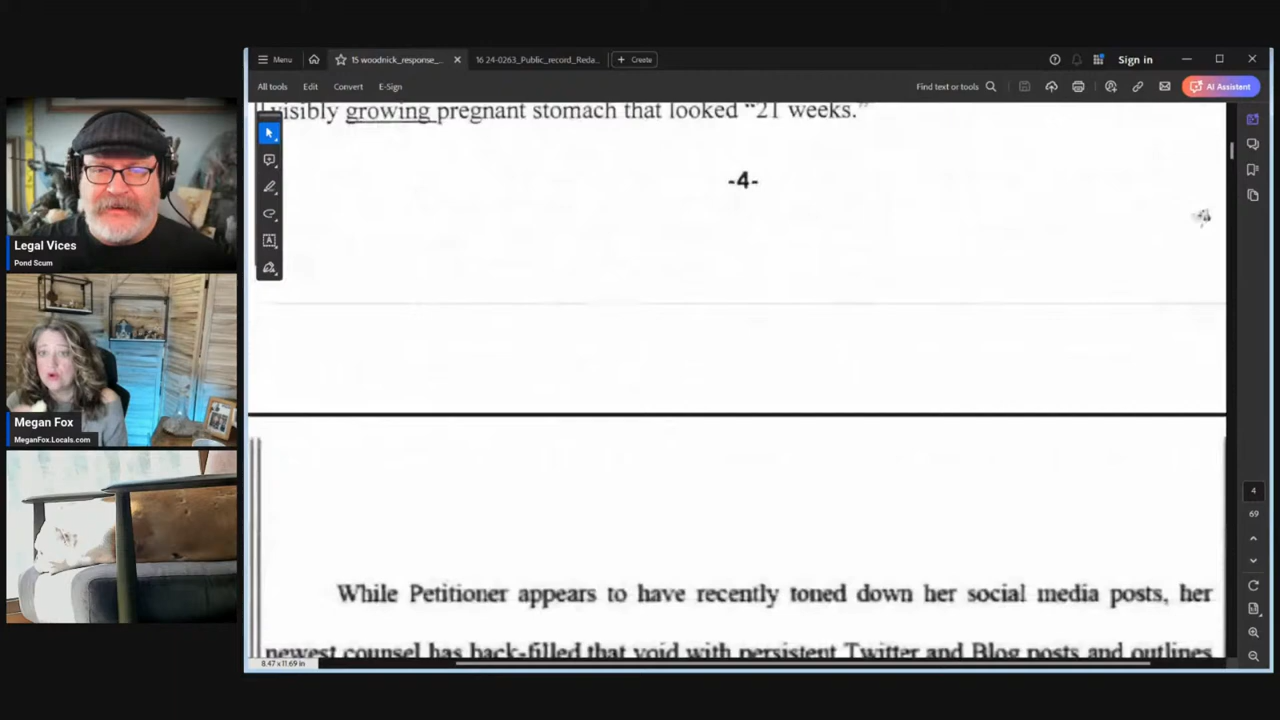 Menu
15 woodnick_response_...
16 24-0263_Public_record_Reda...
Create
Sign in
All tools
Edit
Convert
E-Sign
Find text or tools
AI Assistant
visibly growing pregnant stomach that looked “21 weeks.”
-4-
While Petitioner appears to have recently toned down her social media posts, her
newest counsel has back-filled that void with persistent Twitter and Blog posts and outlines
8.47 x 11.69 in
4
69
Legal Vices
Pond Scum
Megan Fox
MeganFox.Locals.com